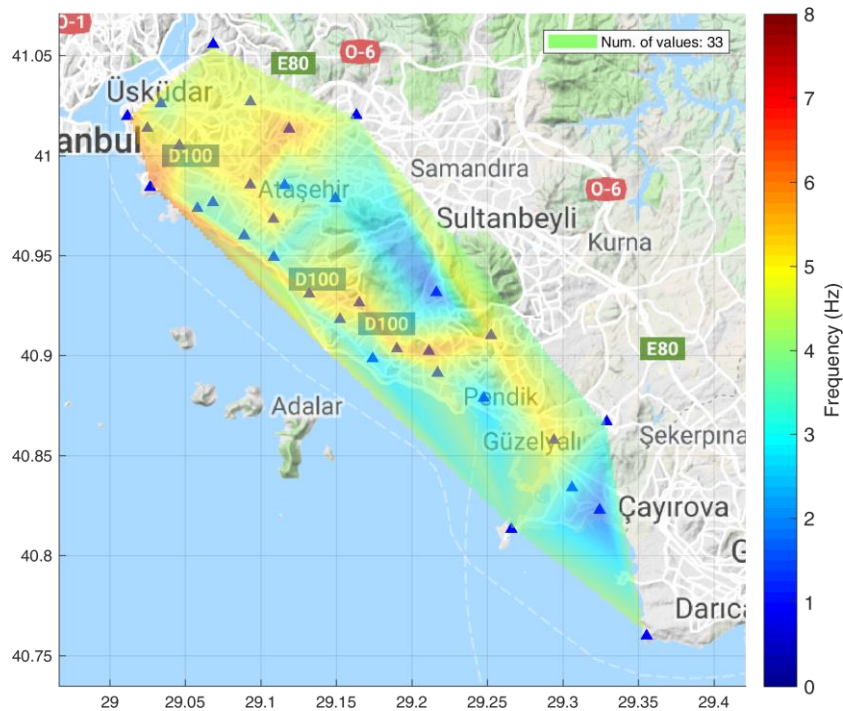 O-1
O-6
E80
Num. of values: 33
Üsküdar
anbul
D100
Ataşehir
Samandıra
O-6
Sultanbeyli
Kurna
D100
D100
E80
Adalar
Pendik
Güzelyalı
Şekerpına
Çayırova
G
Darıca
41.05
41
40.95
40.9
40.85
40.8
40.75
29
29.05
29.1
29.15
29.2
29.25
29.3
29.35
29.4
8
7
6
5
4
3
2
1
0
Frequency (Hz)